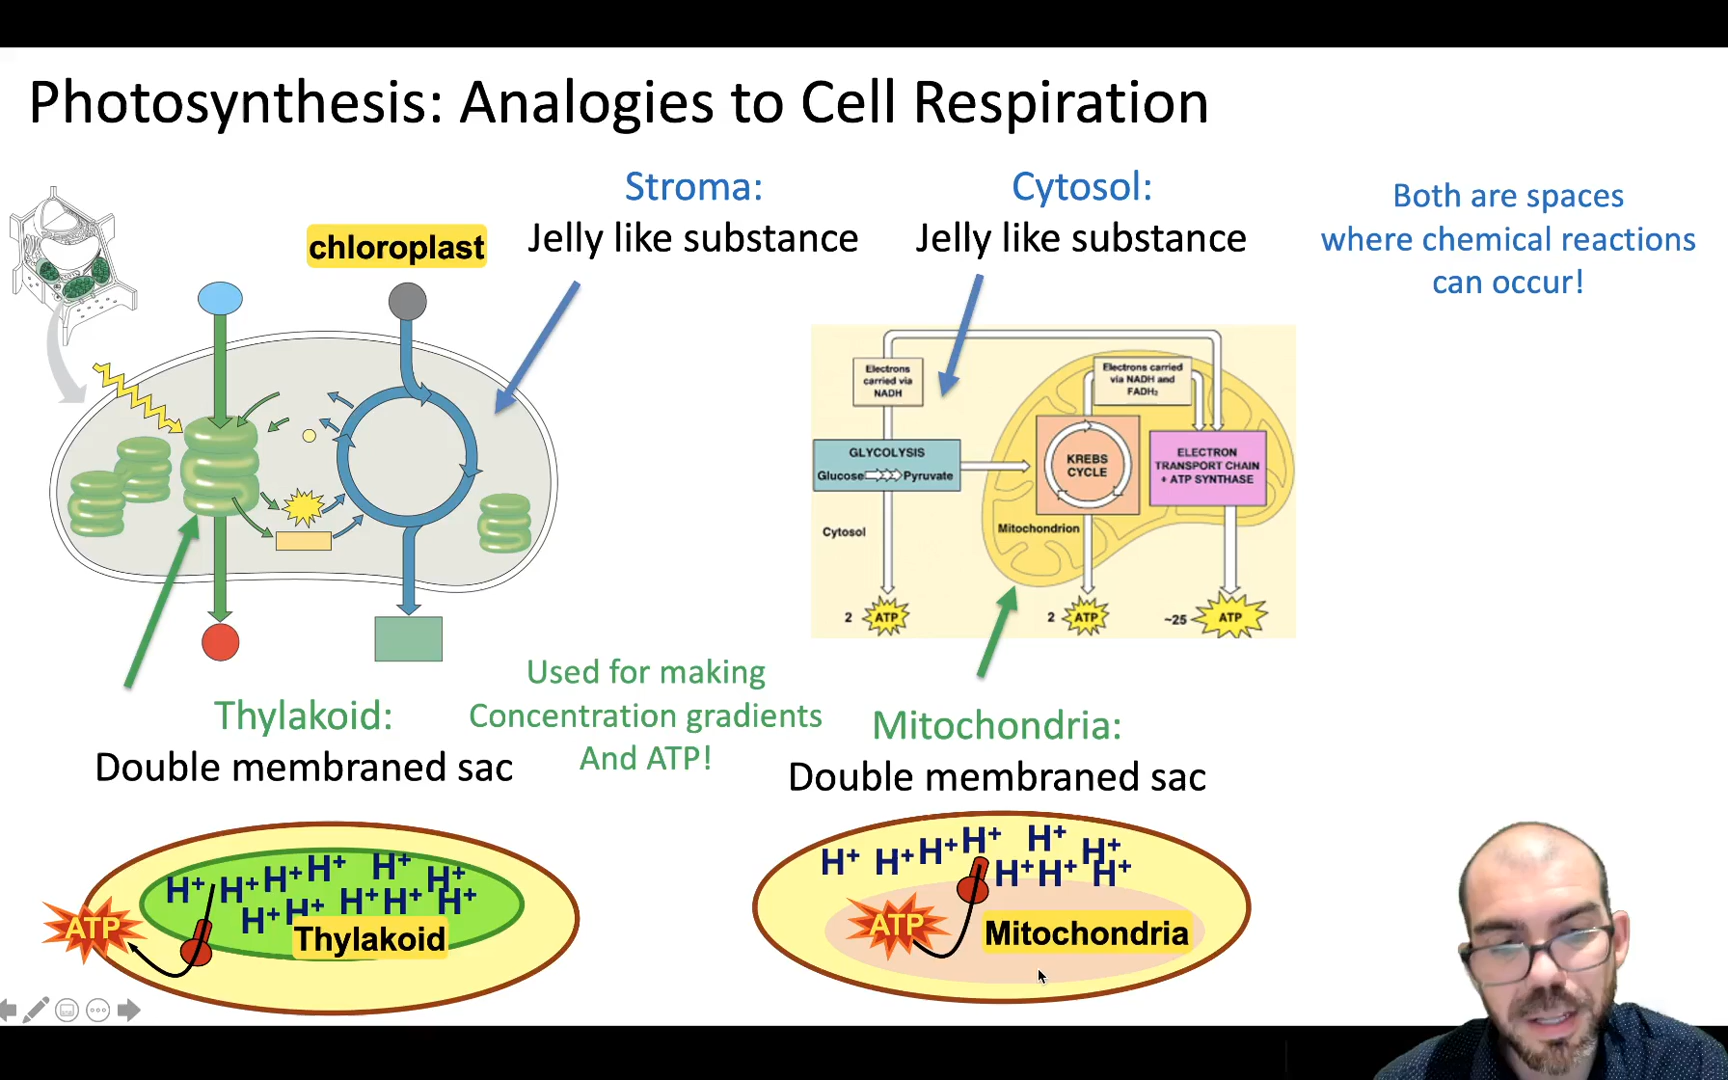 Photosynthesis: Analogies to Cell Respiration
Stroma:
Jelly like substance
Cytosol:
Jelly like substance
Both are spaces
where chemical reactions
can occur!
chloroplast
Electrons
carried via
NADH
Electrons carried
via NADH and
FADH₂
GLYCOLYSIS
Glucose Pyruvate
KREBS
CYCLE
ELECTRON
TRANSPORT CHAIN
+ ATP SYNTHASE
Cytosol
Mitochondrion
2 ATP
2 ATP
~25 ATP
Thylakoid:
Double membraned sac
Used for making
Concentration gradients
And ATP!
Mitochondria:
Double membraned sac
H⁺ H⁺ H⁺ H⁺ H⁺ H⁺
H⁺ H⁺ H⁺ H⁺ H⁺
ATP
Thylakoid
H⁺ H⁺ H⁺ H⁺ H⁺ H⁺
H⁺ H⁺ H⁺
ATP
Mitochondria